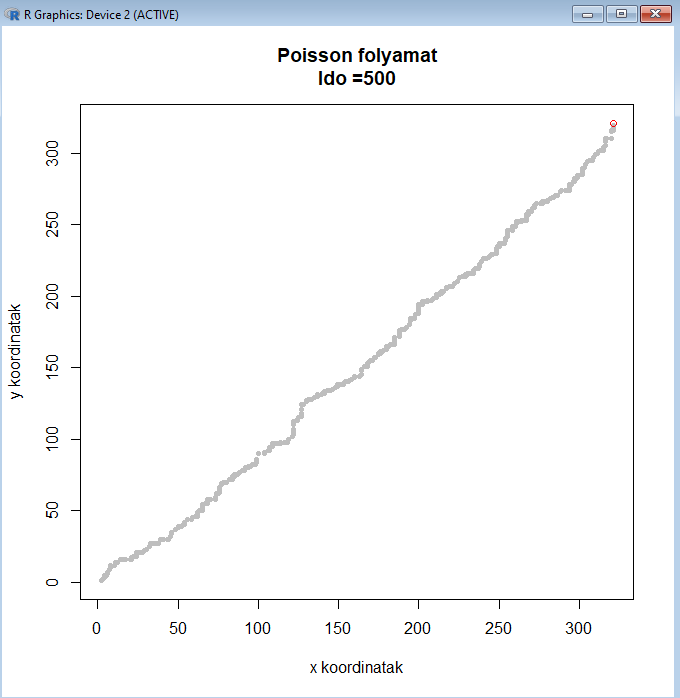 R Graphics: Device 2 (ACTIVE)
Poisson folyamat
Ido =500
y koordinatak
300
250
200
150
100
50
0
0 50 100 150 200 250 300
x koordinatak